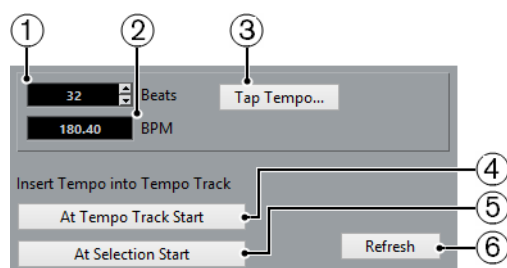 1 2 3
32 Beats Tap Tempo...
180.40 BPM
Insert Tempo into Tempo Track
At Tempo Track Start 4
At Selection Start 5
Refresh 6